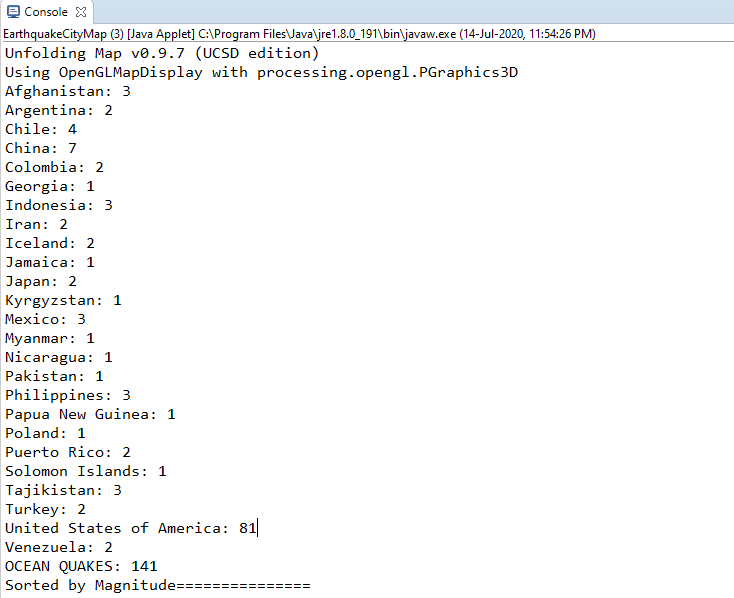 Console
EarthquakeCityMap (3) [Java Applet] C:\Program Files\Java\jre1.8.0_191\bin\javaw.exe (14-Jul-2020, 11:54:26 PM)
Unfolding Map v0.9.7 (UCSD edition)
Using OpenGLMapDisplay with processing.opengl.PGraphics3D
Afghanistan: 3
Argentina: 2
Chile: 4
China: 7
Colombia: 2
Georgia: 1
Indonesia: 3
Iran: 2
Iceland: 2
Jamaica: 1
Japan: 2
Kyrgyzstan: 1
Mexico: 3
Myanmar: 1
Nicaragua: 1
Pakistan: 1
Philippines: 3
Papua New Guinea: 1
Poland: 1
Puerto Rico: 2
Solomon Islands: 1
Tajikistan: 3
Turkey: 2
United States of America: 81
Venezuela: 2
OCEAN QUAKES: 141
Sorted by Magnitude===============